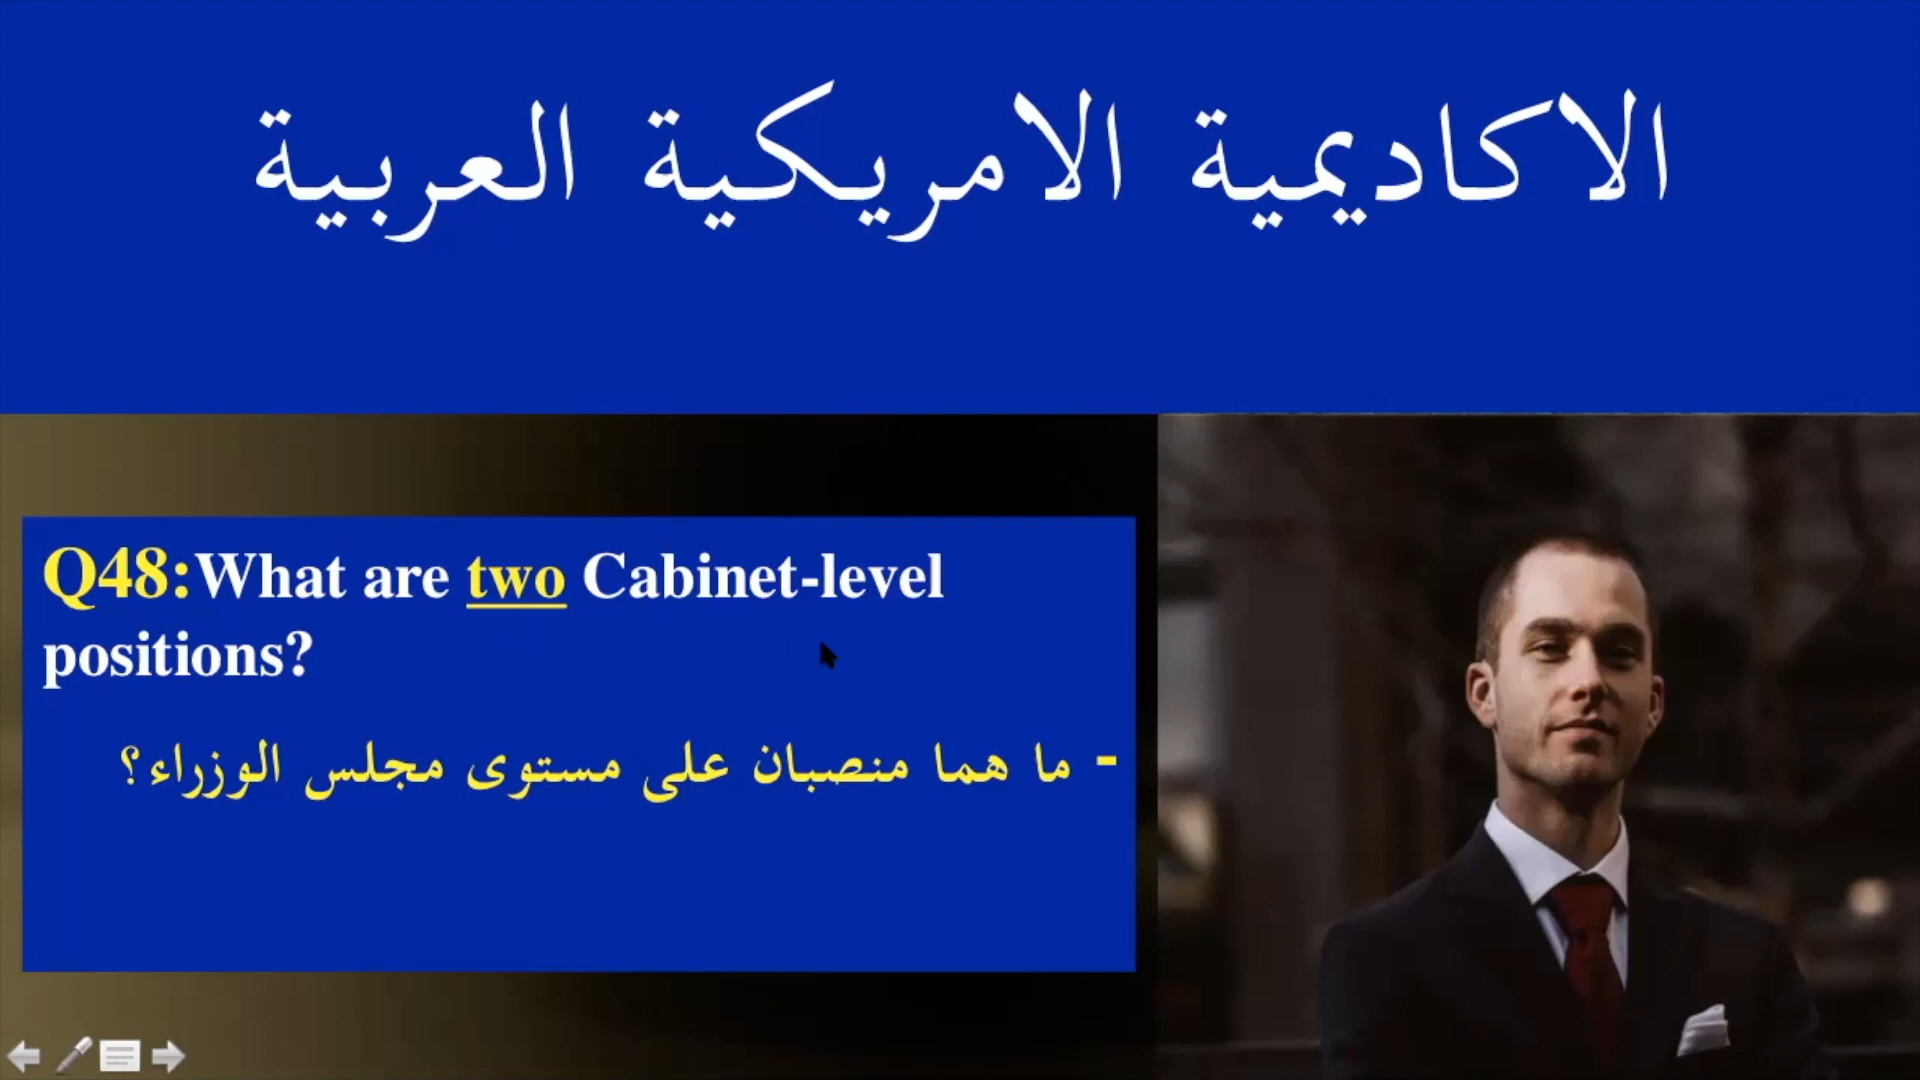 الاكاديمية الامريكية العربية
Q48:What are two Cabinet-level
positions?
- ما هما منصبان على مستوى مجلس الوزراء؟